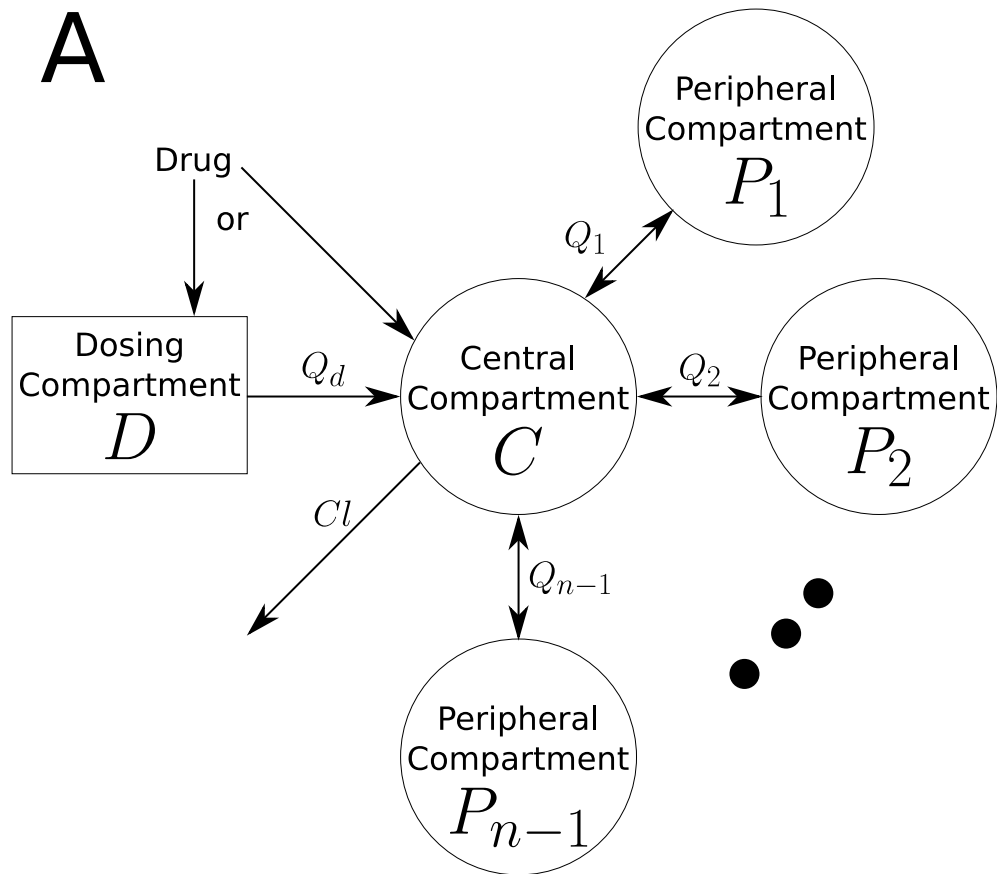 A
Drug
or
Dosing
Compartment
D
Q_d
Central
Compartment
C
Cl
Peripheral
Compartment
P_1
Q_1
Peripheral
Compartment
P_2
Q_2
Q_{n-1}
Peripheral
Compartment
P_{n-1}